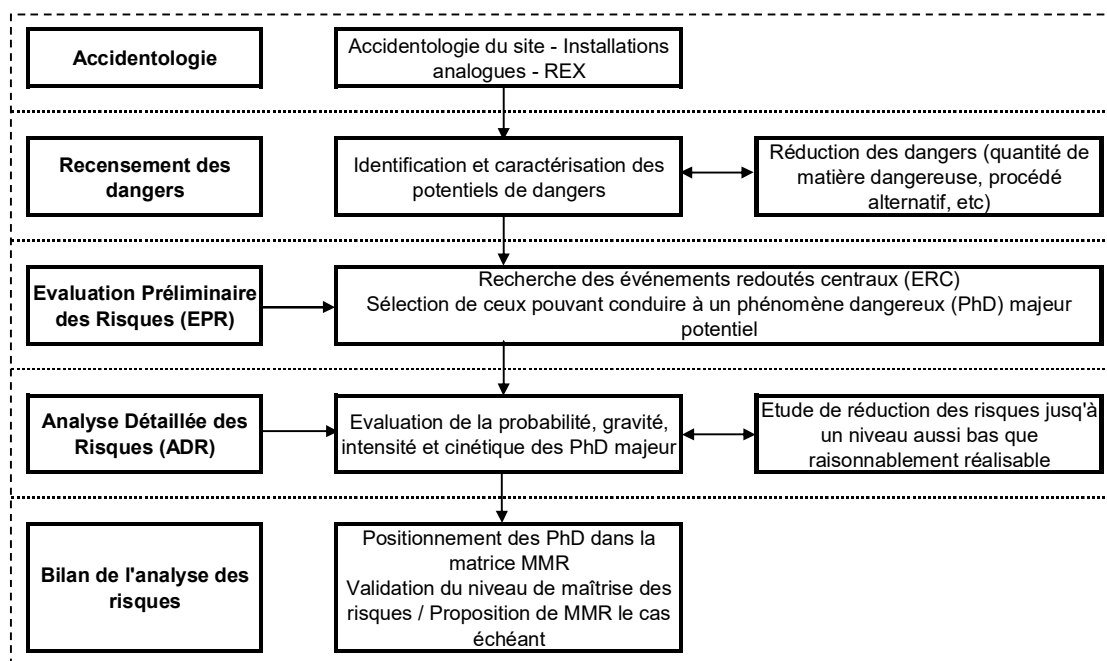 Accidentologie
Accidentologie du site - Installations
analogues - REX
Recensement des
dangers
Identification et caractérisation des
potentiels de dangers
Réduction des dangers (quantité de
matière dangereuse, procédé
alternatif, etc)
Evaluation Préliminaire
des Risques (EPR)
Recherche des événements redoutés centraux (ERC)
Sélection de ceux pouvant conduire à un phénomène dangereux (PhD) majeur
potentiel
Analyse Détaillée des
Risques (ADR)
Evaluation de la probabilité, gravité,
intensité et cinétique des PhD majeur
Etude de réduction des risques jusqu'à
un niveau aussi bas que
raisonnablement réalisable
Bilan de l'analyse des
risques
Positionnement des PhD dans la
matrice MMR
Validation du niveau de maîtrise des
risques / Proposition de MMR le cas
échéant